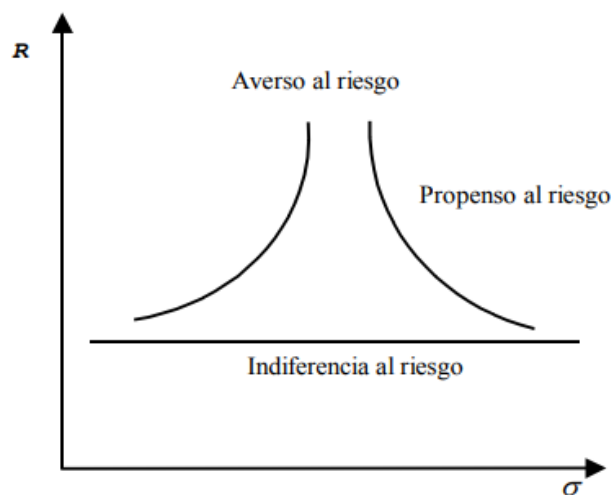 R
Averso al riesgo
Propenso al riesgo
Indiferencia al riesgo
σ